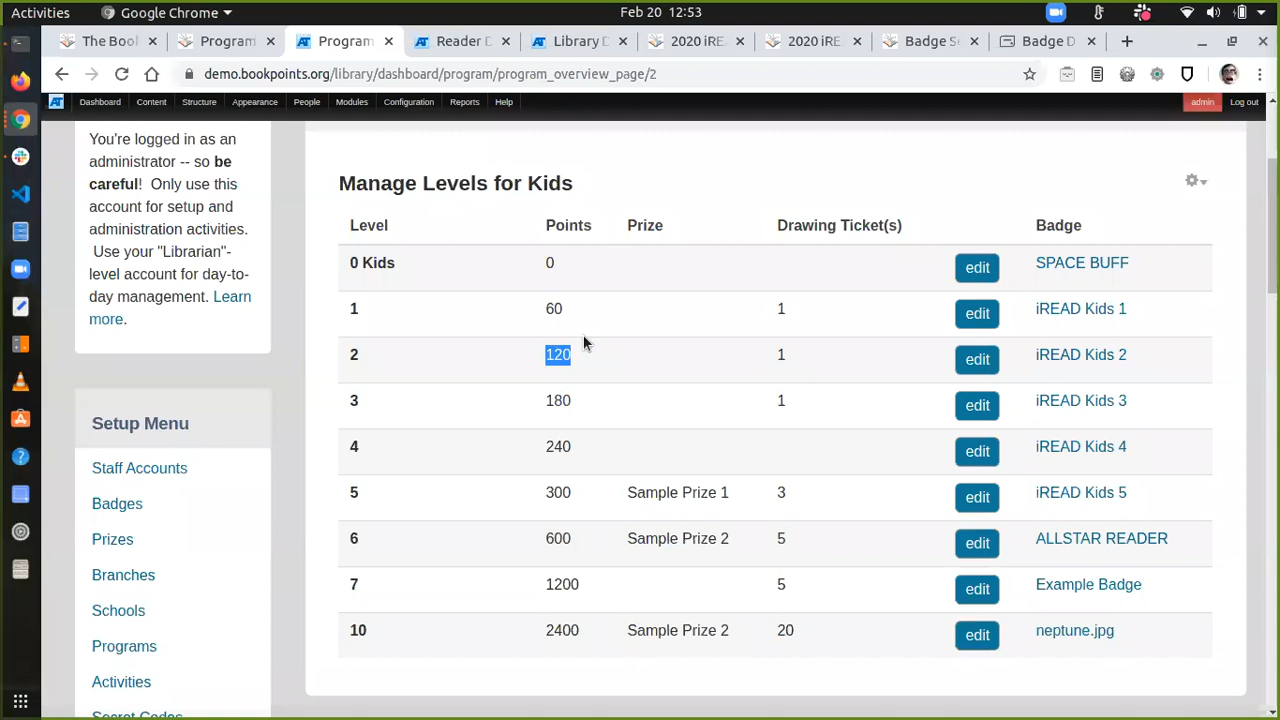 Activities
Google Chrome
Feb 20 12:53
The Bool
Program
Program
Reader D
Library D
2020 iRE
2020 iRE
Badge Se
Badge D
demo.bookpoints.org/library/dashboard/program/program_overview_page/2
Dashboard Content Structure Appearance People Modules Configuration Reports Help admin Log out
You're logged in as an
administrator -- so be
careful! Only use this
account for setup and
administration activities.
Use your "Librarian"-
level account for day-to-
day management. Learn
more.
Setup Menu
Staff Accounts
Badges
Prizes
Branches
Schools
Programs
Activities
Secret Codes
Manage Levels for Kids
Level Points Prize Drawing Ticket(s) Badge
0 Kids 0 edit SPACE BUFF
1 60 1 edit iREAD Kids 1
2 120 1 edit iREAD Kids 2
3 180 1 edit iREAD Kids 3
4 240 edit iREAD Kids 4
5 300 Sample Prize 1 3 edit iREAD Kids 5
6 600 Sample Prize 2 5 edit ALLSTAR READER
7 1200 5 edit Example Badge
10 2400 Sample Prize 2 20 edit neptune.jpg